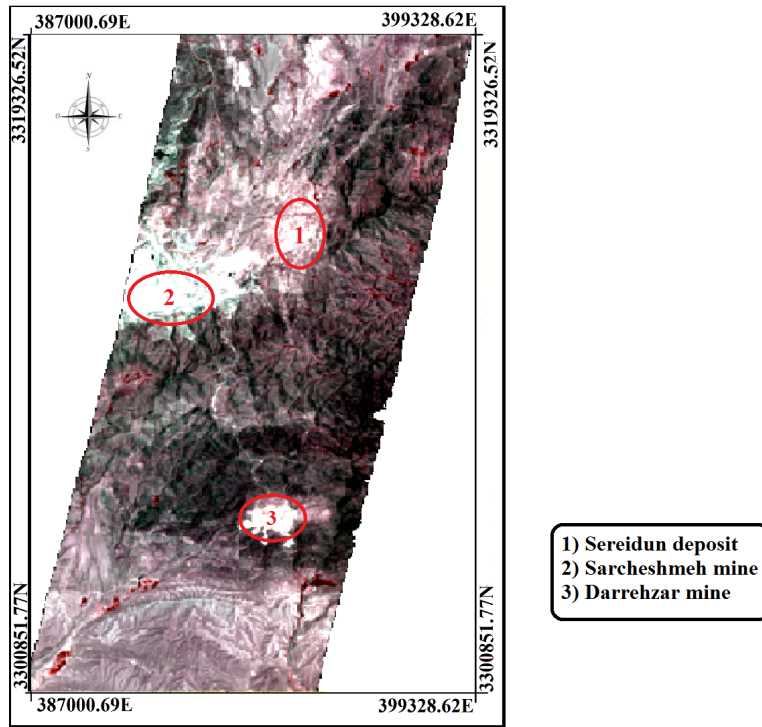 387000.69E
399328.62E
3319326.52N
3319326.52N
N
O
E
S
1
2
3
1) Sereidun deposit
2) Sarcheshmeh mine
3) Darrehzar mine
3300851.77N
3300851.77N
387000.69E
399328.62E